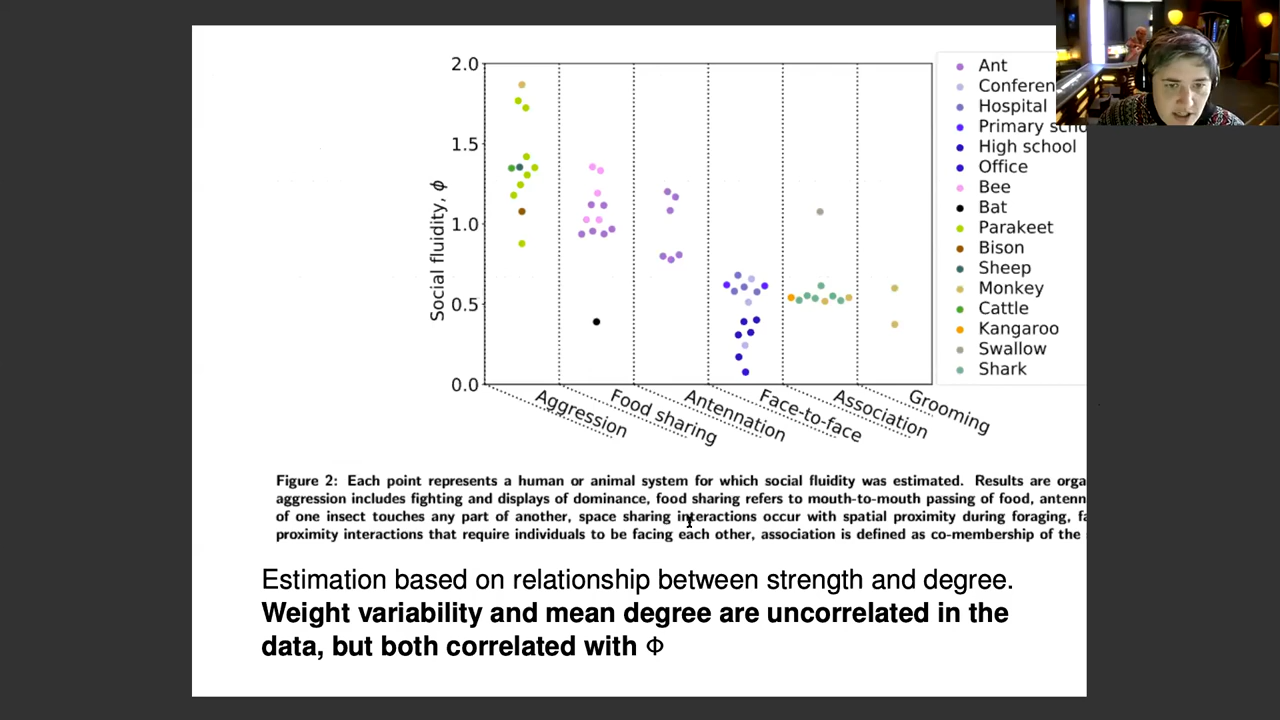 2.0
1.5
1.0
0.5
0.0
Social fluidity, ϕ
Aggression
Food sharing
Antennation
Face-to-face
Association
Grooming
Ant
Conferen
Hospital
Primary scho
High school
Office
Bee
Bat
Parakeet
Bison
Sheep
Monkey
Cattle
Kangaroo
Swallow
Shark
Figure 2: Each point represents a human or animal system for which social fluidity was estimated. Results are orga
aggression includes fighting and displays of dominance, food sharing refers to mouth-to-mouth passing of food, antenn
of one insect touches any part of another, space sharing interactions occur with spatial proximity during foraging, fa
proximity interactions that require individuals to be facing each other, association is defined as co-membership of the
Estimation based on relationship between strength and degree.
Weight variability and mean degree are uncorrelated in the
data, but both correlated with Φ